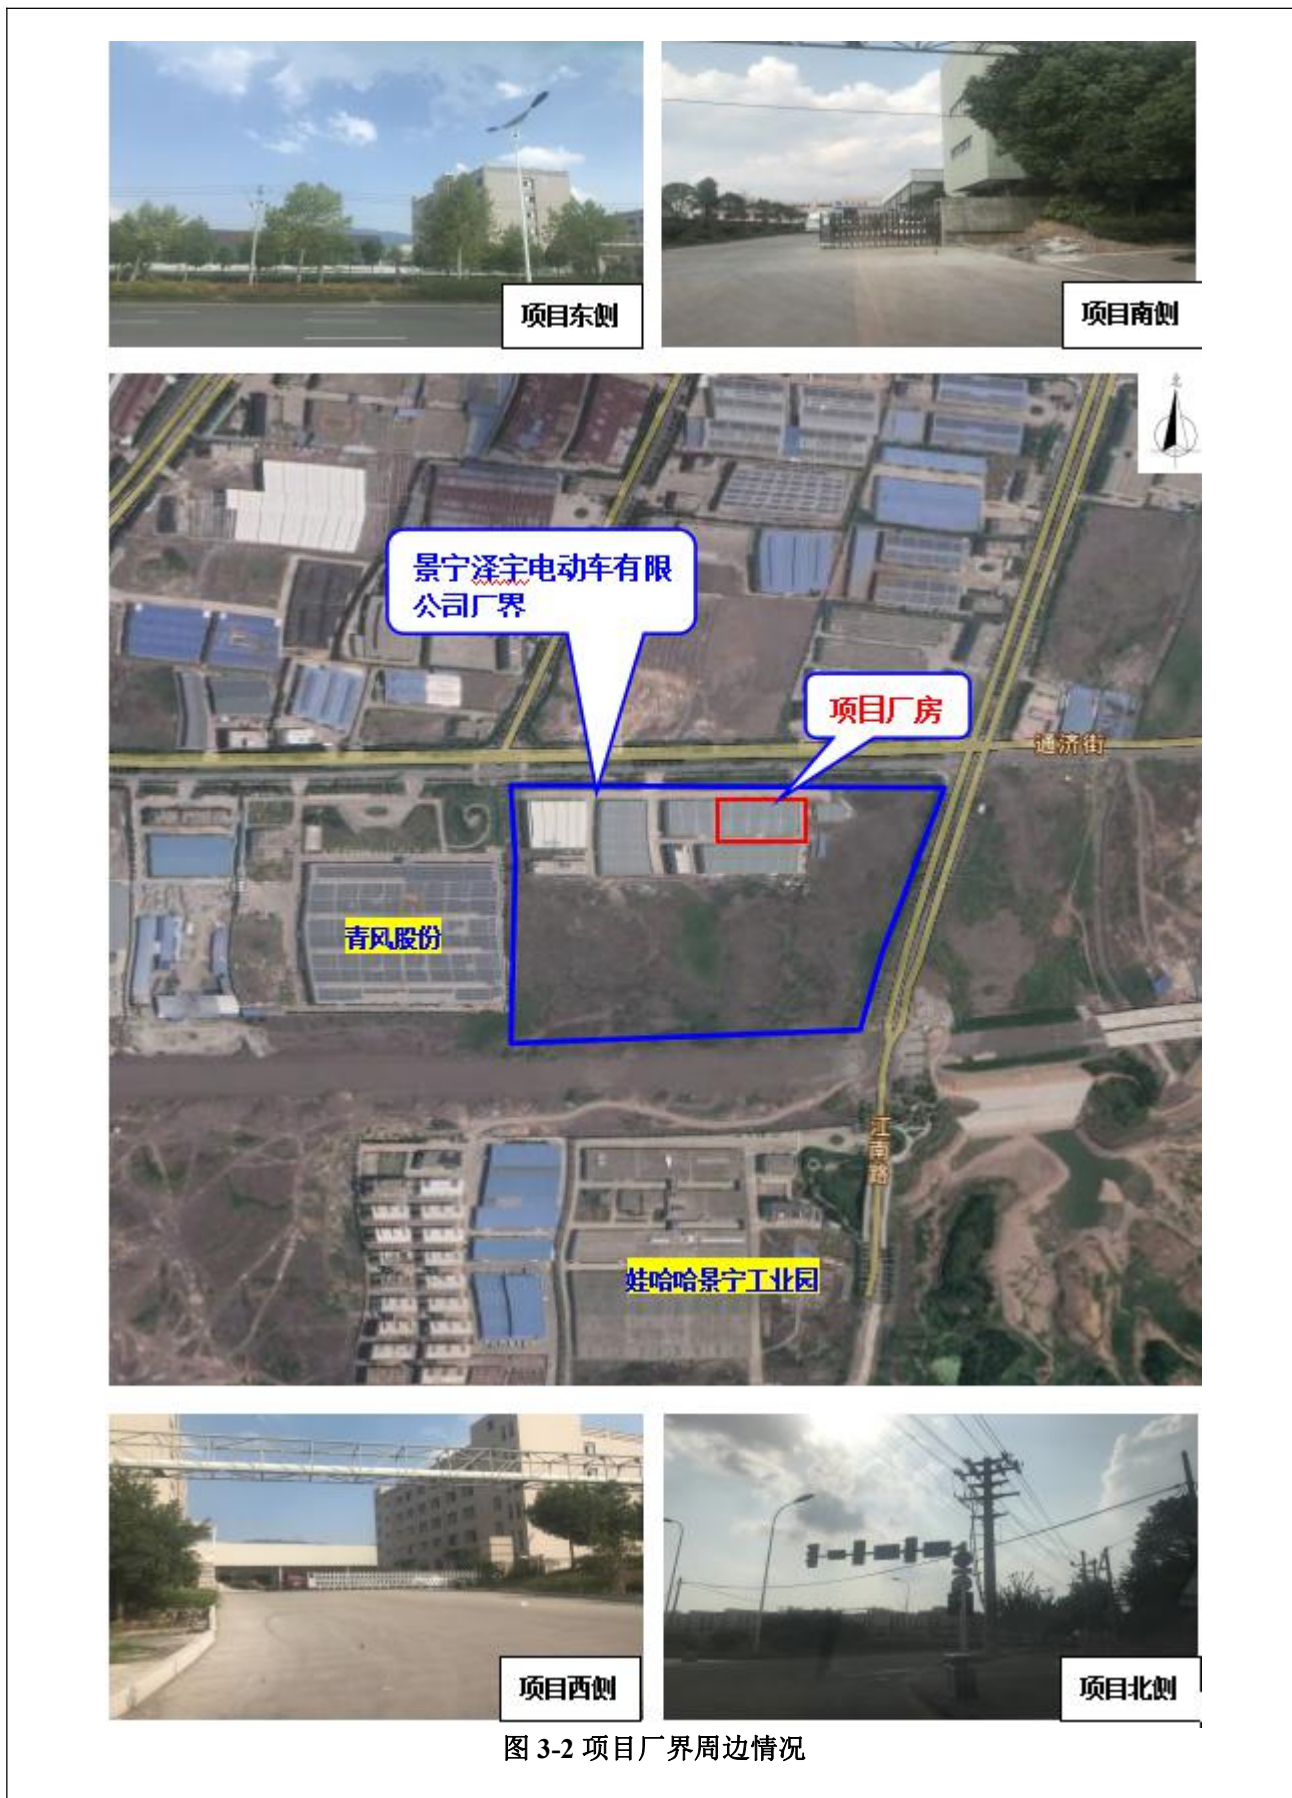 项目东侧
项目南侧
北
景宁泽宇电动车有限
公司厂界
项目厂房
通济街
青风股份
江南路
娃哈哈景宁工业园
项目西侧
项目北侧
图 3-2 项目厂界周边情况